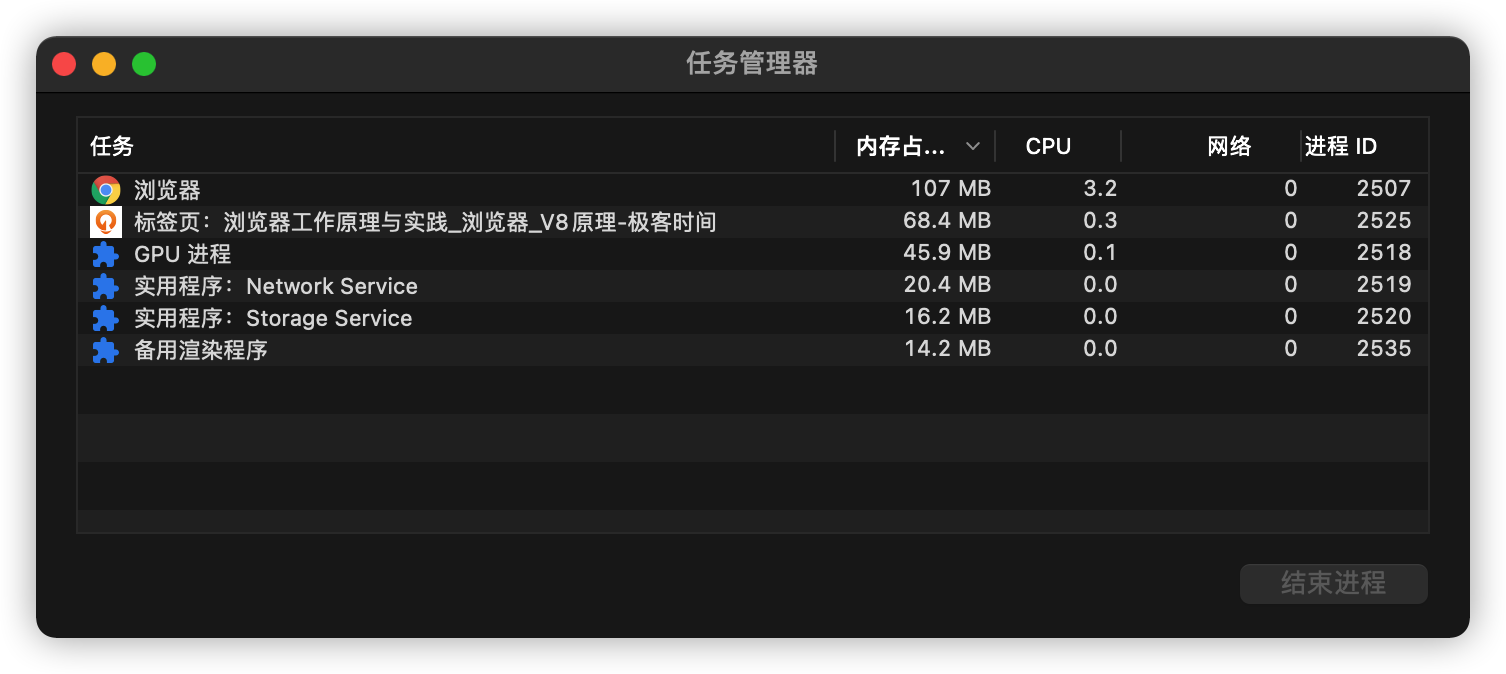 任务管理器
任务 内存占... CPU 网络 进程 ID
浏览器 107 MB 3.2 0 2507
标签页：浏览器工作原理与实践_浏览器_V8原理-极客时间 68.4 MB 0.3 0 2525
GPU 进程 45.9 MB 0.1 0 2518
实用程序：Network Service 20.4 MB 0.0 0 2519
实用程序：Storage Service 16.2 MB 0.0 0 2520
备用渲染程序 14.2 MB 0.0 0 2535
结束进程